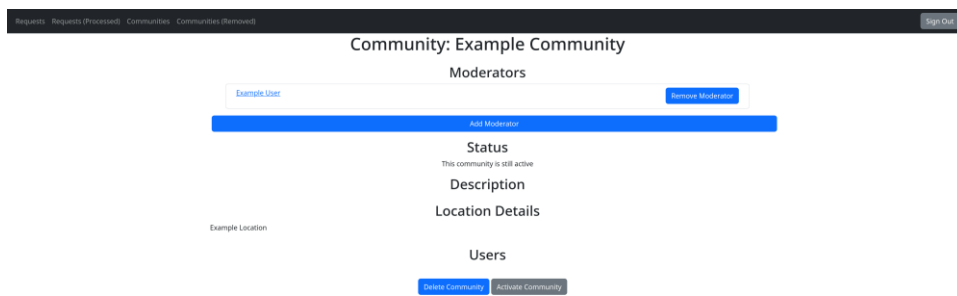 Requests Requests (Processed) Communities Communities (Removed) Sign Out
Community: Example Community
Moderators
Example User Remove Moderator
Add Moderator
Status
This community is still active
Description
Location Details
Example Location
Users
Delete Community Activate Community